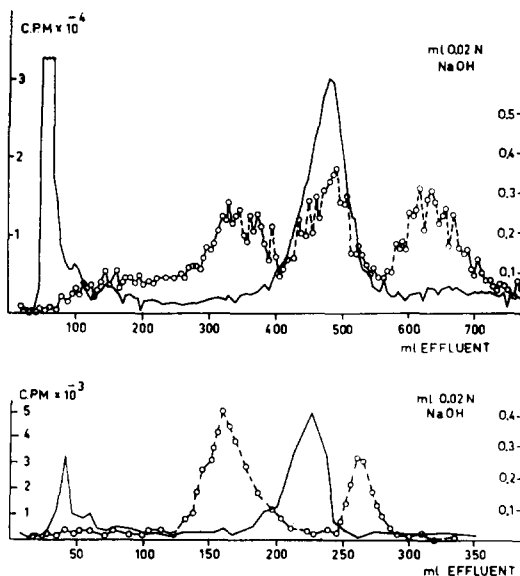 C.P.M × 10⁻⁴
ml 0.02 N
NaOH
3
2
1
0,5
0,4
0,3
0,2
0,1
100 200 300 400 500 600 700
ml EFFLUENT
C.P.M × 10⁻³
ml 0.02 N
NaOH
5
4
3
2
1
0,4
0,3
0,2
0,1
50 100 150 200 250 300 350
ml EFFLUENT